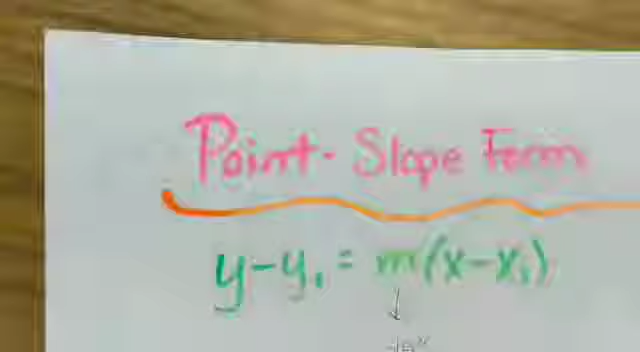 Point-Slope Form
y-y₁ = m(x-x₁)